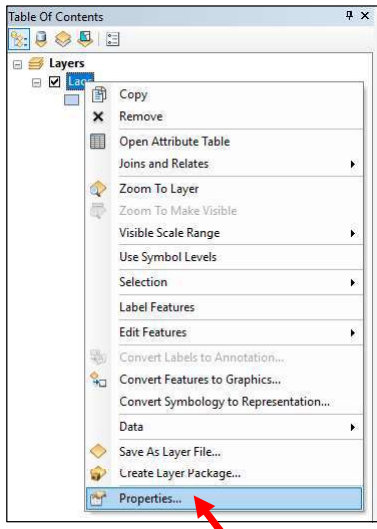 Table Of Contents
Layers
Laos
Copy
Remove
Open Attribute Table
Joins and Relates
Zoom To Layer
Zoom To Make Visible
Visible Scale Range
Use Symbol Levels
Selection
Label Features
Edit Features
Convert Labels to Annotation...
Convert Features to Graphics...
Convert Symbology to Representation...
Data
Save As Layer File...
Create Layer Package...
Properties...